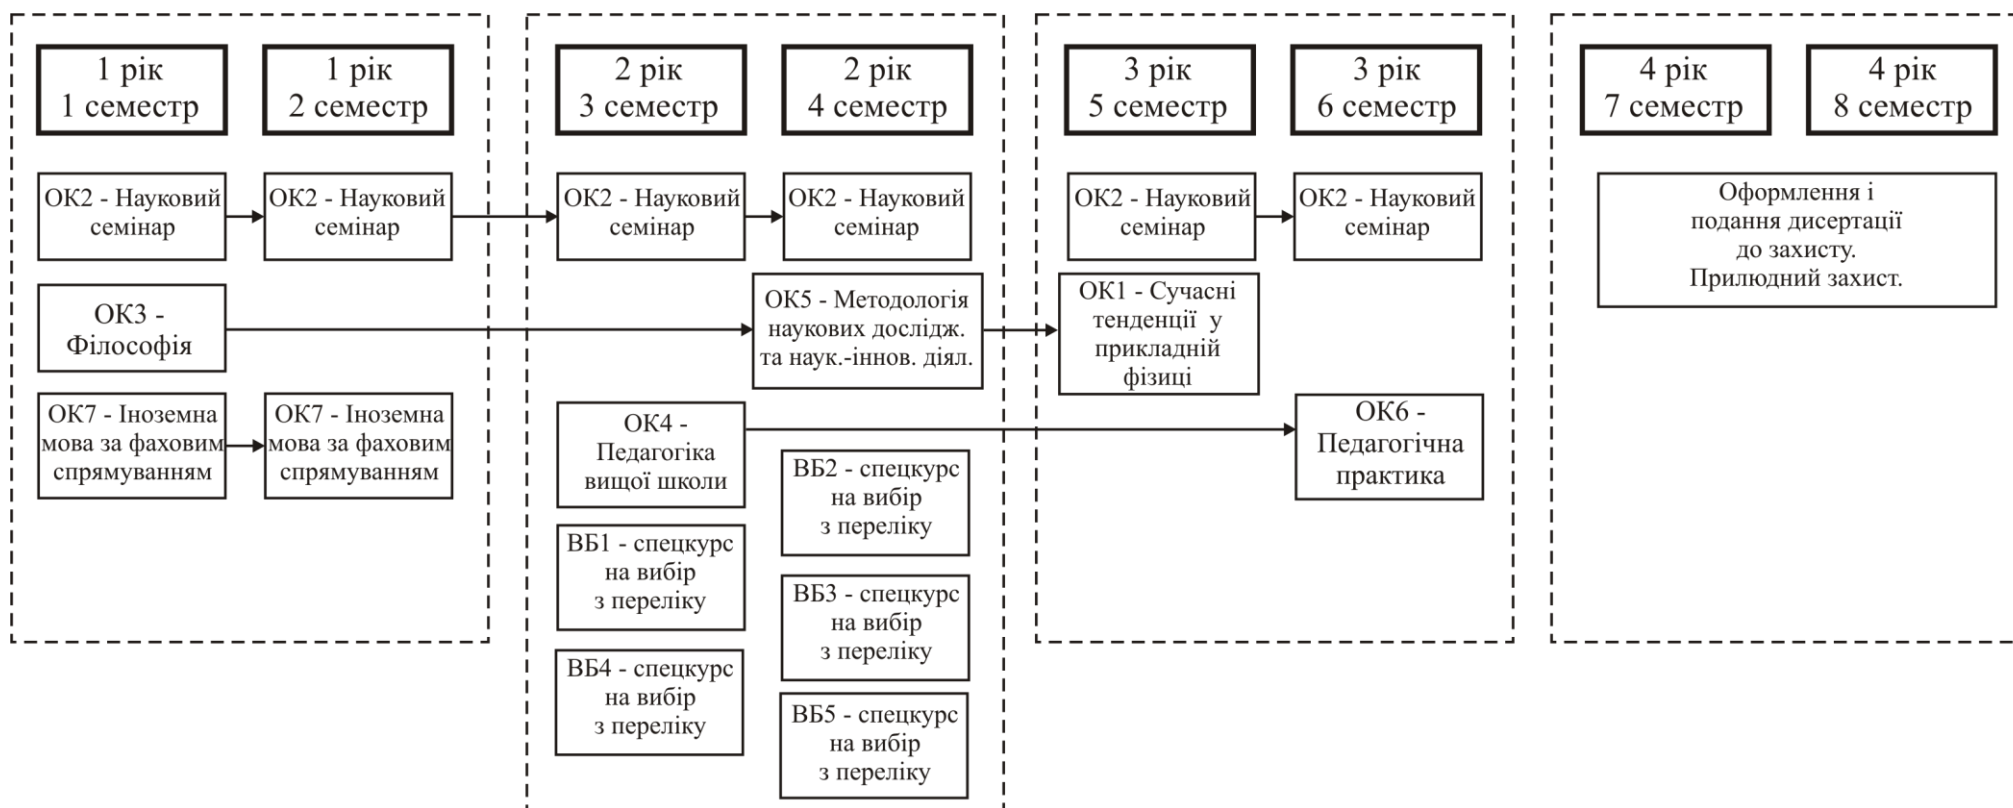 1 рік
1 семестр
1 рік
2 семестр
2 рік
3 семестр
2 рік
4 семестр
3 рік
5 семестр
3 рік
6 семестр
4 рік
7 семестр
4 рік
8 семестр
ОК2 - Науковий
семінар
ОК2 - Науковий
семінар
ОК2 - Науковий
семінар
ОК2 - Науковий
семінар
ОК2 - Науковий
семінар
ОК2 - Науковий
семінар
Оформлення і
подання дисертації
до захисту.
Прилюдний захист.
ОК3 -
Філософія
ОК5 - Методологія
наукових дослідж.
та наук.-іннов. діял.
ОК1 - Сучасні
тенденції у
прикладній
фізиці
ОК7 - Іноземна
мова за фаховим
спрямуванням
ОК7 - Іноземна
мова за фаховим
спрямуванням
ОК4 -
Педагогіка
вищої школи
ОК6 -
Педагогічна
практика
ВБ2 - спецкурс
на вибір
з переліку
ВБ1 - спецкурс
на вибір
з переліку
ВБ3 - спецкурс
на вибір
з переліку
ВБ4 - спецкурс
на вибір
з переліку
ВБ5 - спецкурс
на вибір
з переліку